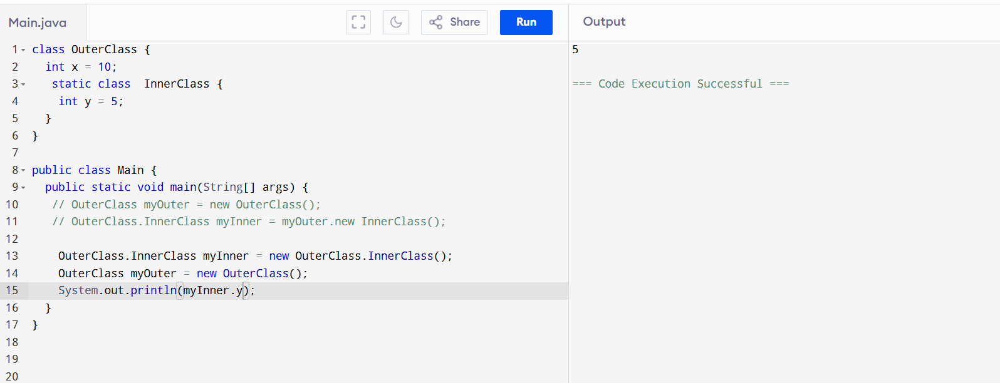 Main.java
Share
Run
Output
1 class OuterClass {
2   int x = 10;
3    static class  InnerClass {
4     int y = 5;
5   }
6 }
7
8 public class Main {
9   public static void main(String[] args) {
10    // OuterClass myOuter = new OuterClass();
11    // OuterClass.InnerClass myInner = myOuter.new InnerClass();
12
13     OuterClass.InnerClass myInner = new OuterClass.InnerClass();
14     OuterClass myOuter = new OuterClass();
15     System.out.println(myInner.y);
16   }
17 }
18
19
20
5
=== Code Execution Successful ===